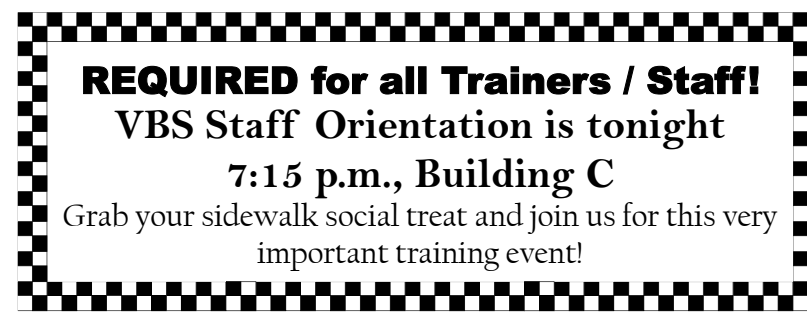 REQUIRED for all Trainers / Staff!
VBS Staff Orientation is tonight
7:15 p.m., Building C
Grab your sidewalk social treat and join us for this very
important training event!